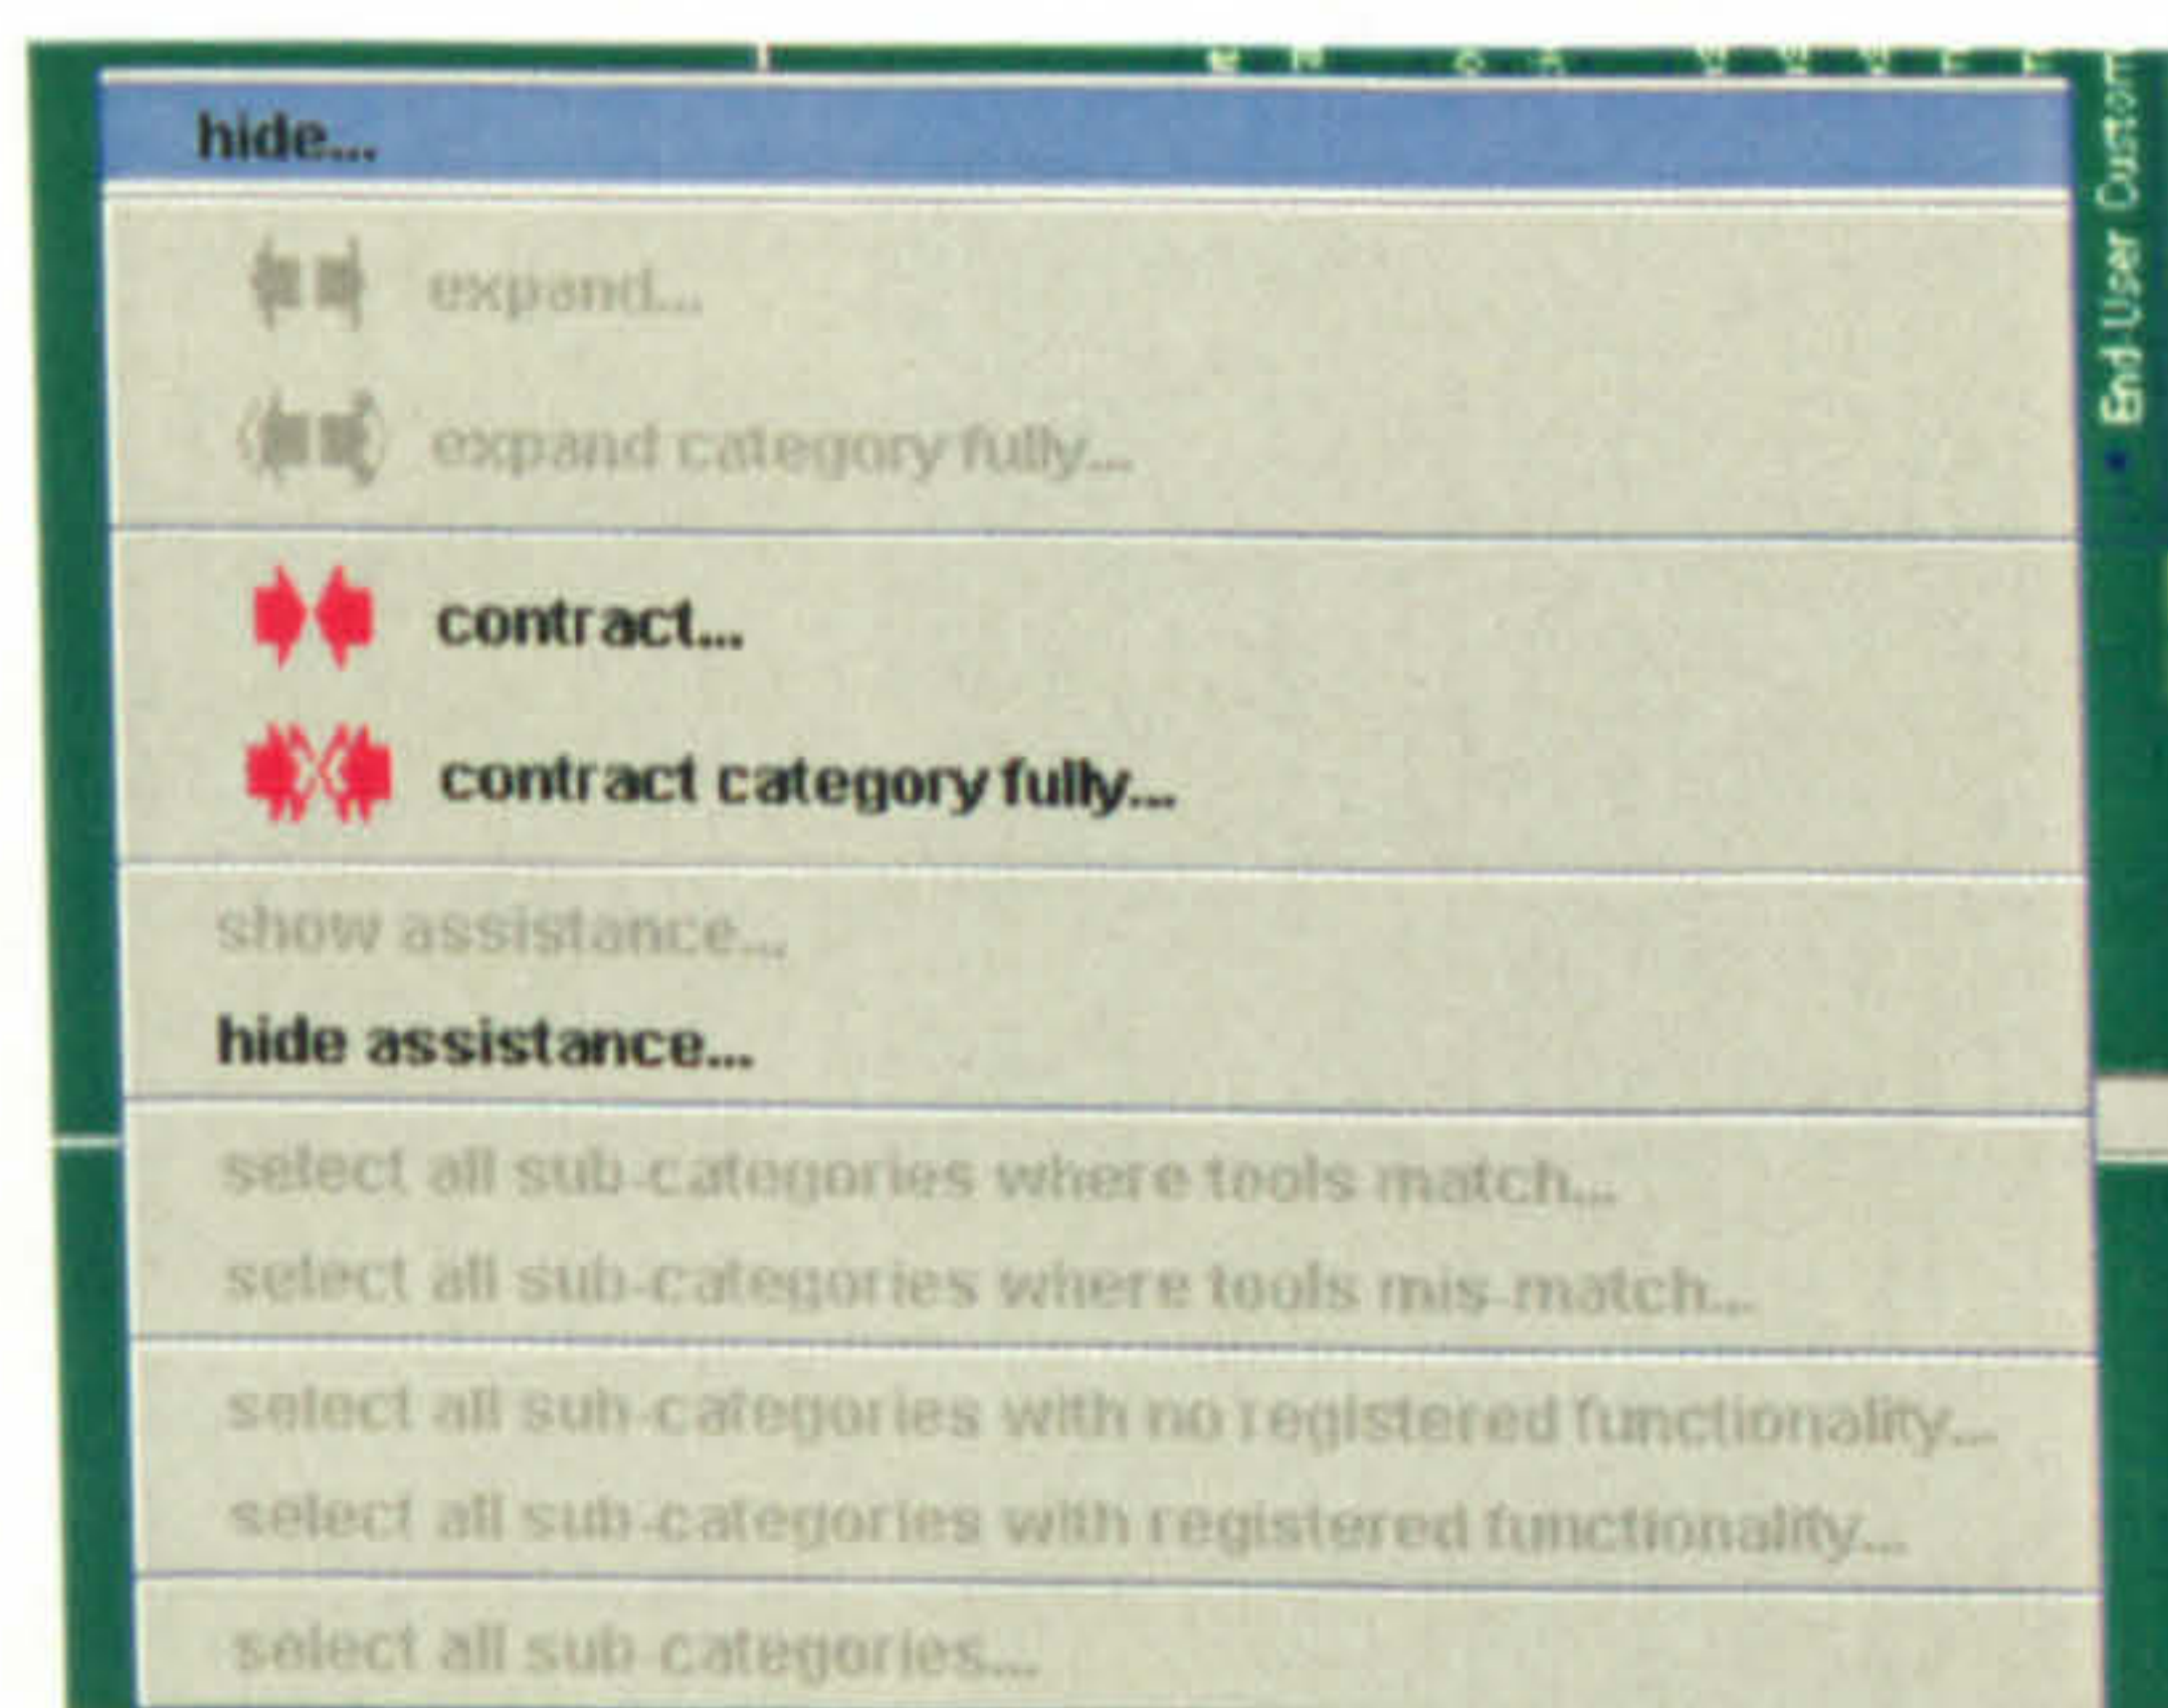 hide...
expand...
expand category fully...
contract...
contract category fully...
show assistance...
hide assistance...
select all sub-categories where tools match...
select all sub-categories where tools mis-match...
select all sub-categories with no registered functionality...
select all sub-categories with registered functionality...
select all sub-categories...
End-User Custom